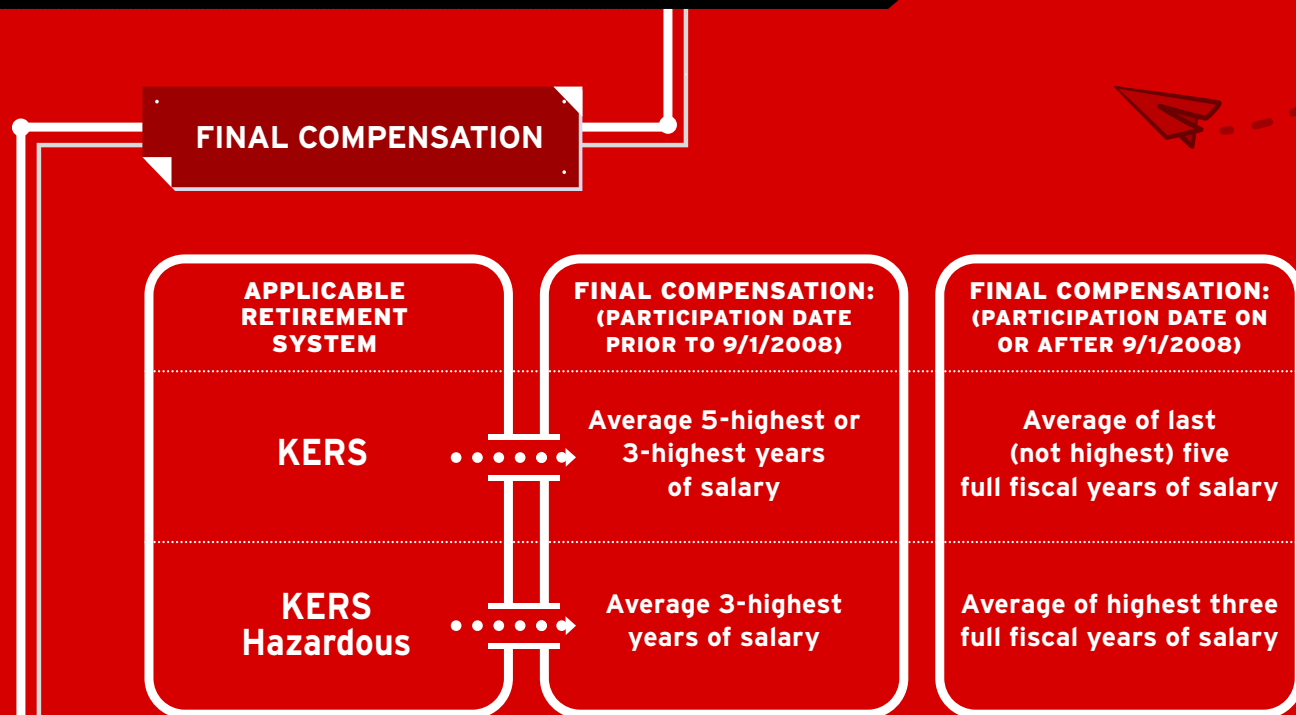 FINAL COMPENSATION
APPLICABLE
RETIREMENT
SYSTEM
FINAL COMPENSATION:
(PARTICIPATION DATE
PRIOR TO 9/1/2008)
FINAL COMPENSATION:
(PARTICIPATION DATE ON
OR AFTER 9/1/2008)
KERS
Average 5-highest or
3-highest years
of salary
Average of last
(not highest) five
full fiscal years of salary
KERS
Hazardous
Average 3-highest
years of salary
Average of highest three
full fiscal years of salary